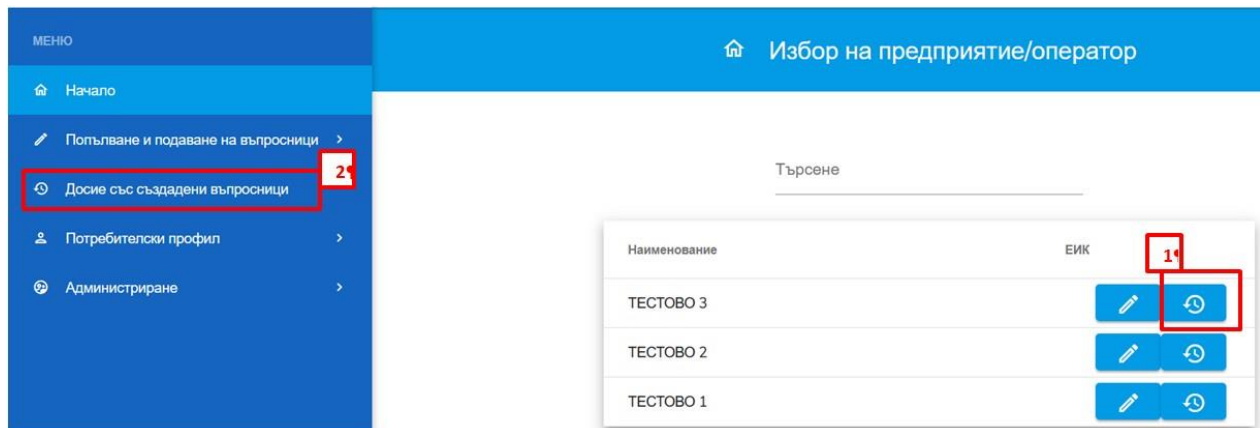 МЕНЮ
Начало
Попълване и подаване на въпросници
Досие със създадени въпросници
2¶
Потребителски профил
Администриране
Избор на предприятие/оператор
Търсене
Наименование ЕИК
1¶
ТЕСТОВО 3
ТЕСТОВО 2
ТЕСТОВО 1